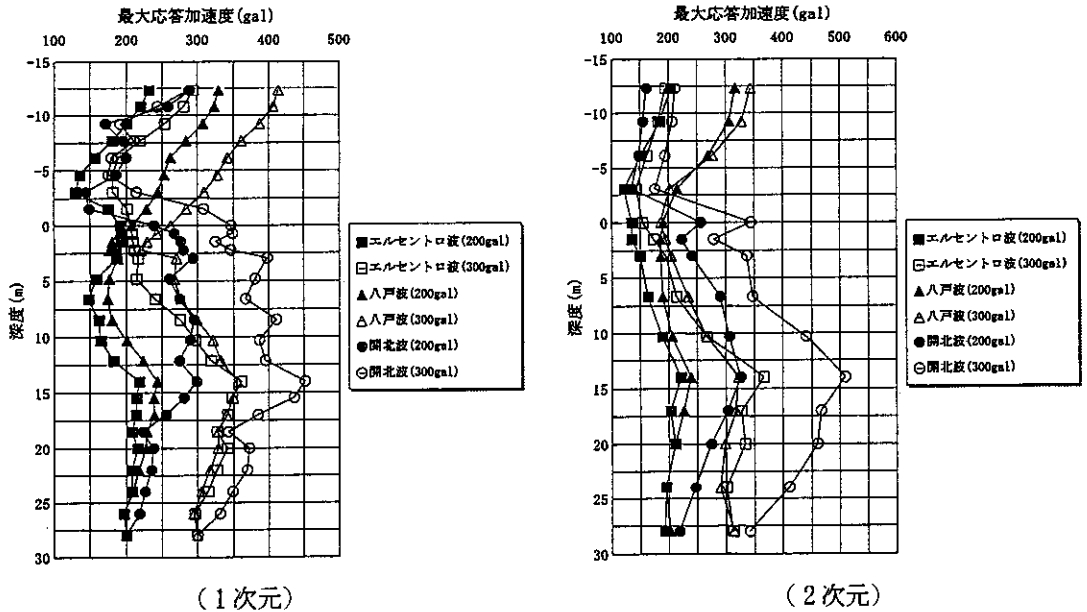 最大応答加速度(gal)
100 200 300 400 500
-15
-10
-5
0
5
10
15
20
25
30
深度(m)
エルセントロ波(200gal)
エルセントロ波(300gal)
八戸波(200gal)
八戸波(300gal)
開北波(200gal)
開北波(300gal)
(1次元)
最大応答加速度(gal)
100 200 300 400 500 600
-15
-10
-5
0
5
10
15
20
25
30
深度(m)
エルセントロ波(200gal)
エルセントロ波(300gal)
八戸波(200gal)
八戸波(300gal)
開北波(200gal)
開北波(300gal)
(2次元)